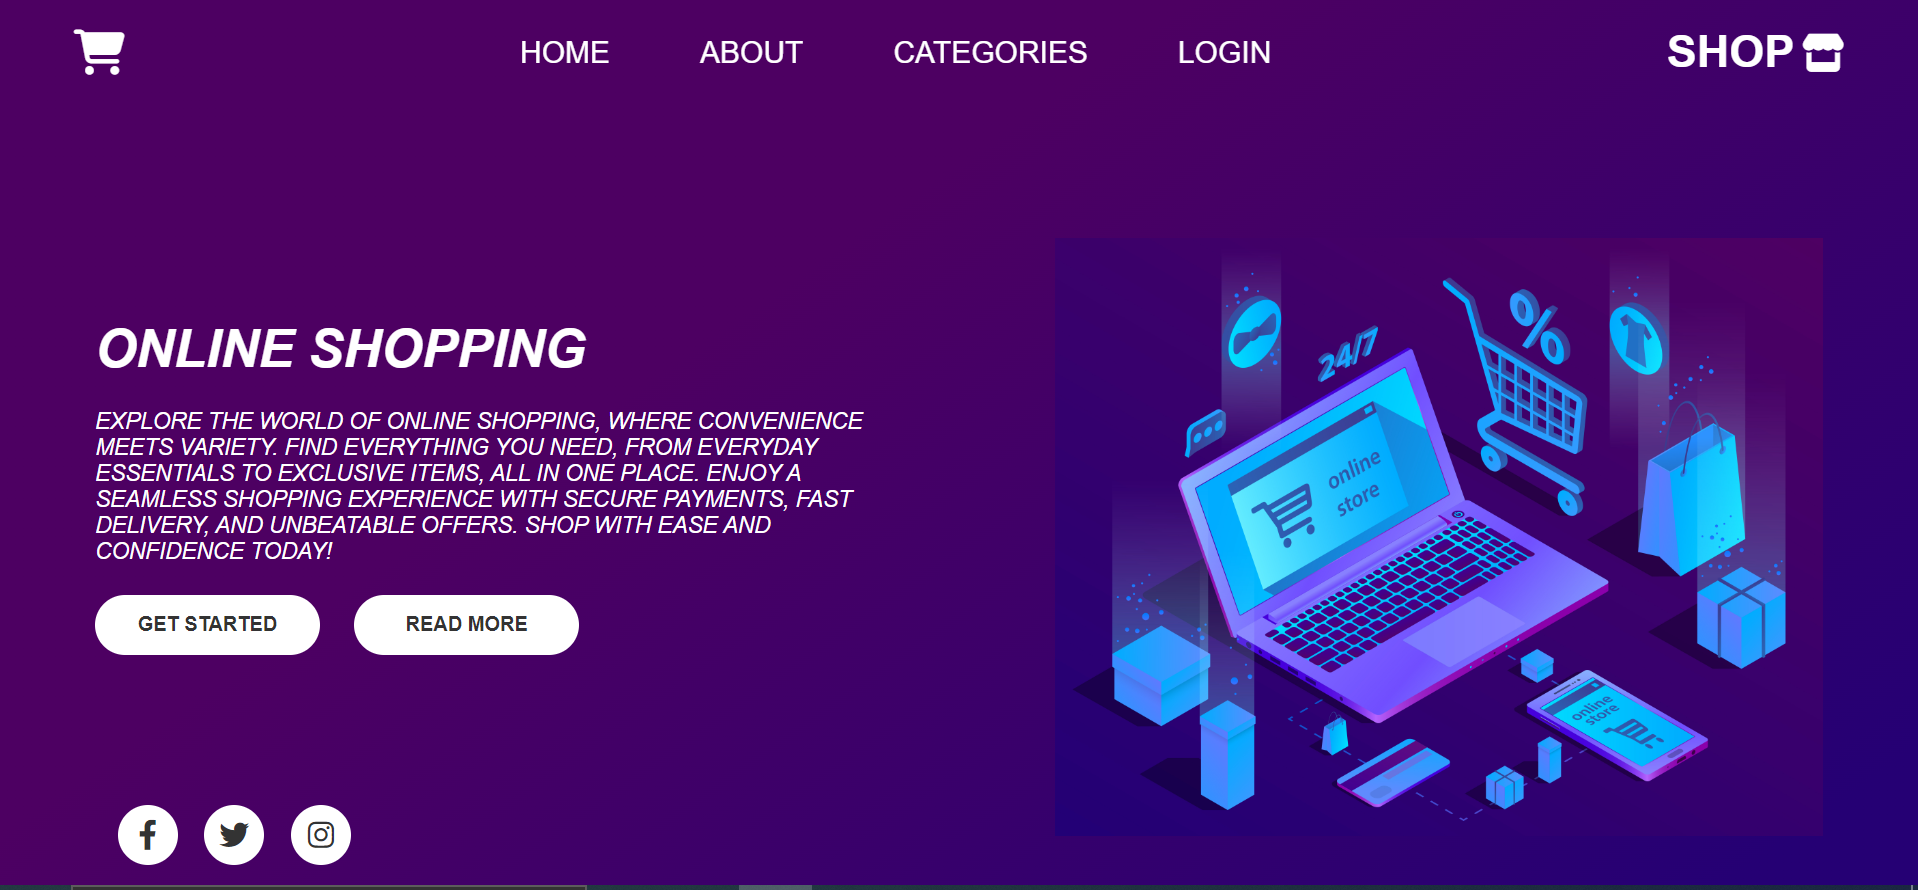 HOME ABOUT CATEGORIES LOGIN SHOP
ONLINE SHOPPING
EXPLORE THE WORLD OF ONLINE SHOPPING, WHERE CONVENIENCE
MEETS VARIETY. FIND EVERYTHING YOU NEED, FROM EVERYDAY
ESSENTIALS TO EXCLUSIVE ITEMS, ALL IN ONE PLACE. ENJOY A
SEAMLESS SHOPPING EXPERIENCE WITH SECURE PAYMENTS, FAST
DELIVERY, AND UNBEATABLE OFFERS. SHOP WITH EASE AND
CONFIDENCE TODAY!
GET STARTED READ MORE
%
24/7
online
store
online
store